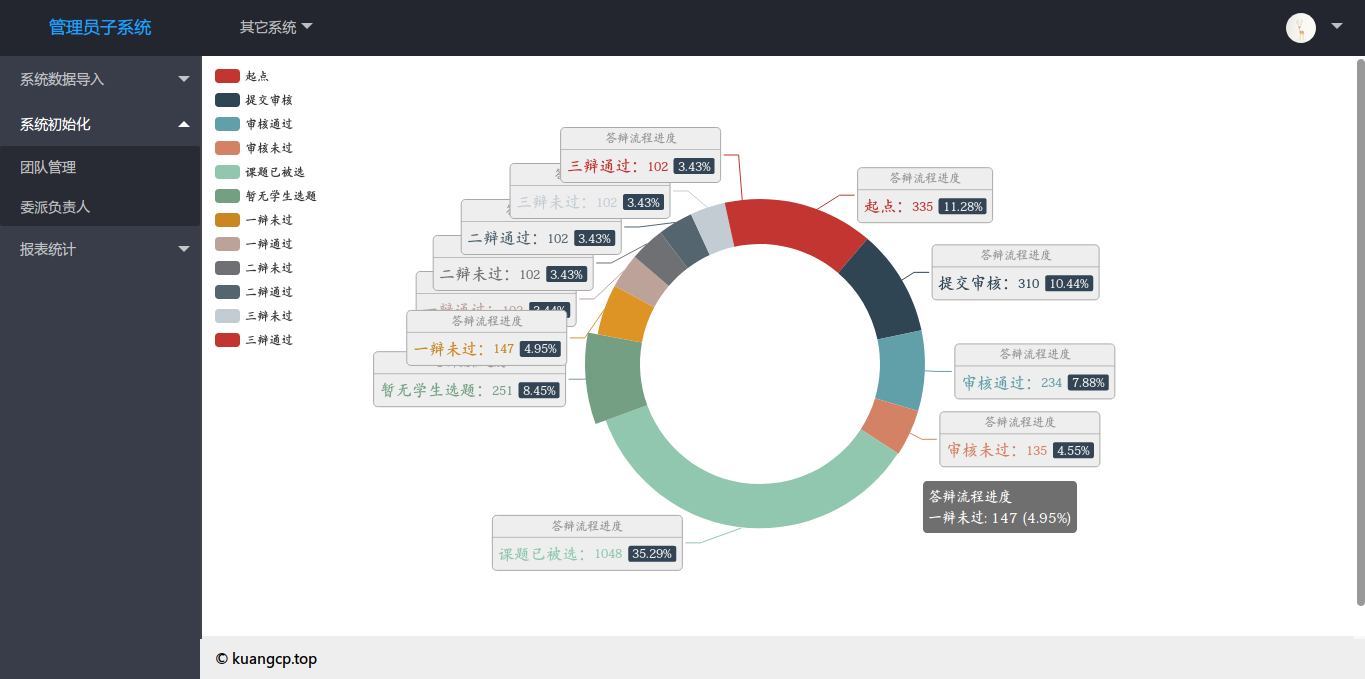 管理员子系统
其它系统
系统数据导入
系统初始化
团队管理
委派负责人
报表统计
起点
提交审核
审核通过
审核未过
课题已被选
暂无学生选题
一辩未过
一辩通过
二辩未过
二辩通过
三辩未过
三辩通过
答辩流程进度
三辩通过: 102 3.43%
三辩未过: 102 3.43%
二辩通过: 102 3.43%
二辩未过: 102 3.43%
一辩通过: 102 3.44%
答辩流程进度
一辩未过: 147 4.95%
暂无学生选题: 251 8.45%
答辩流程进度
课题已被选: 1048 35.29%
答辩流程进度
起点: 335 11.28%
答辩流程进度
提交审核: 310 10.44%
答辩流程进度
审核通过: 234 7.88%
答辩流程进度
审核未过: 135 4.55%
答辩流程进度
一辩未过: 147 (4.95%)
© kuangcp.top